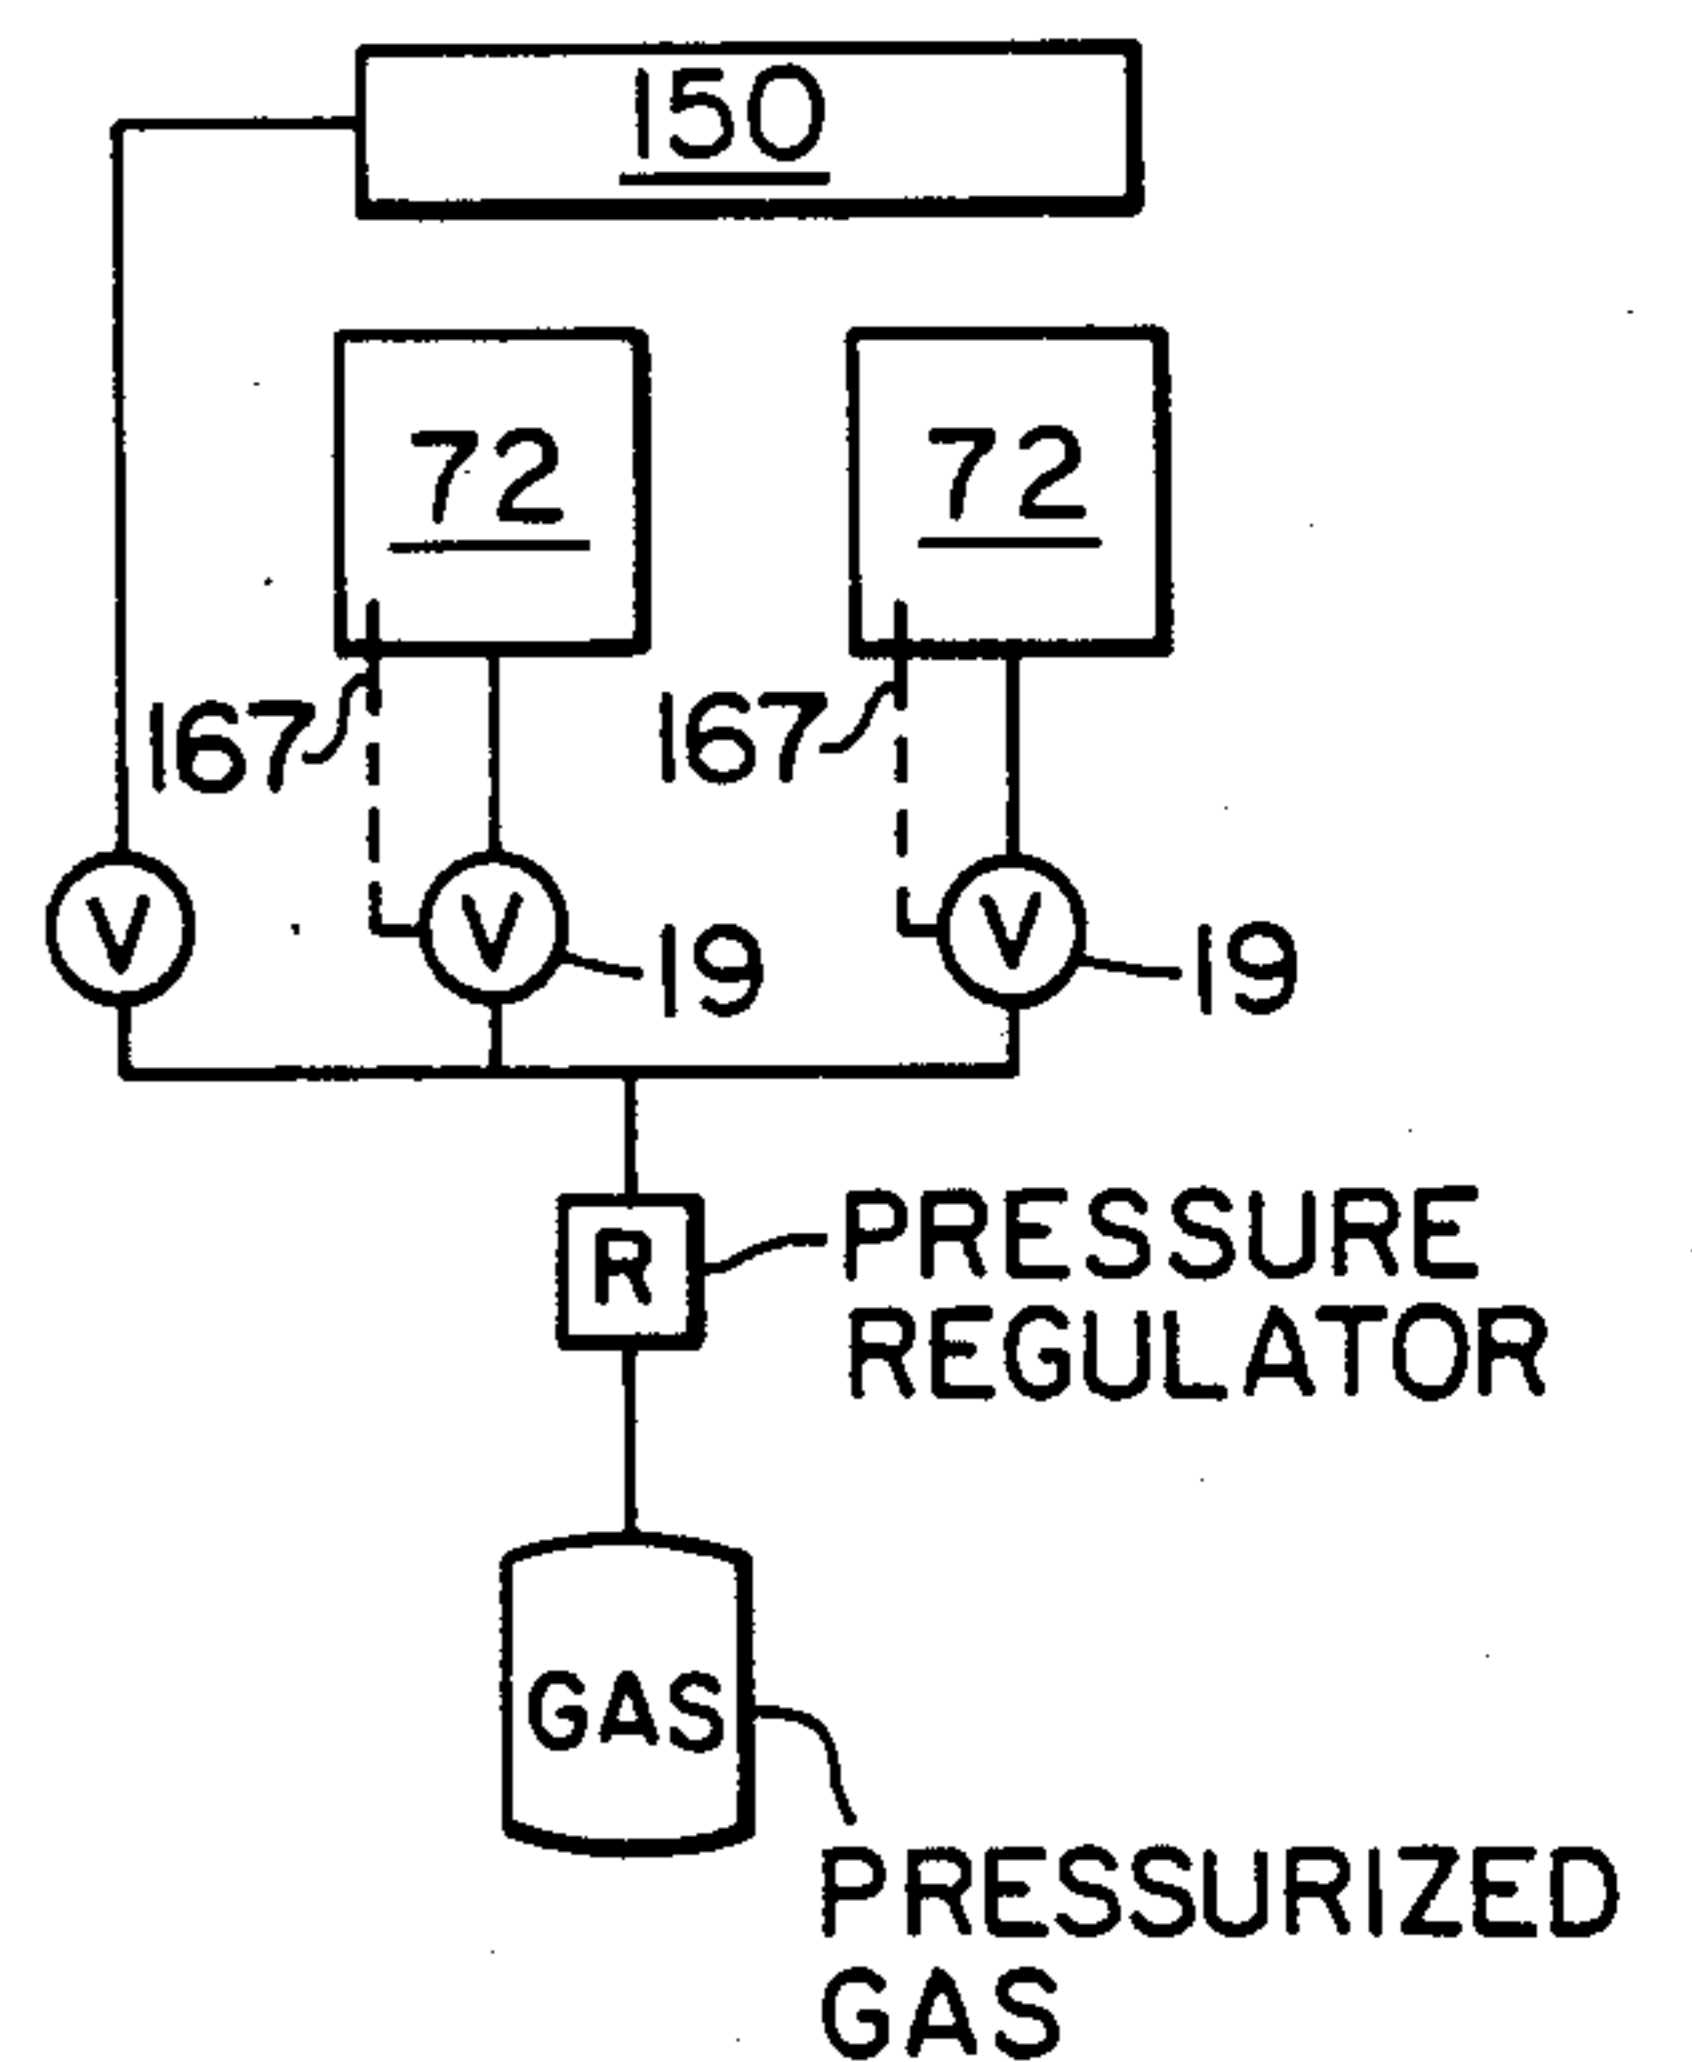 150
72 72
167 167
V V V
19 19
R PRESSURE
REGULATOR
GAS
PRESSURIZED
GAS